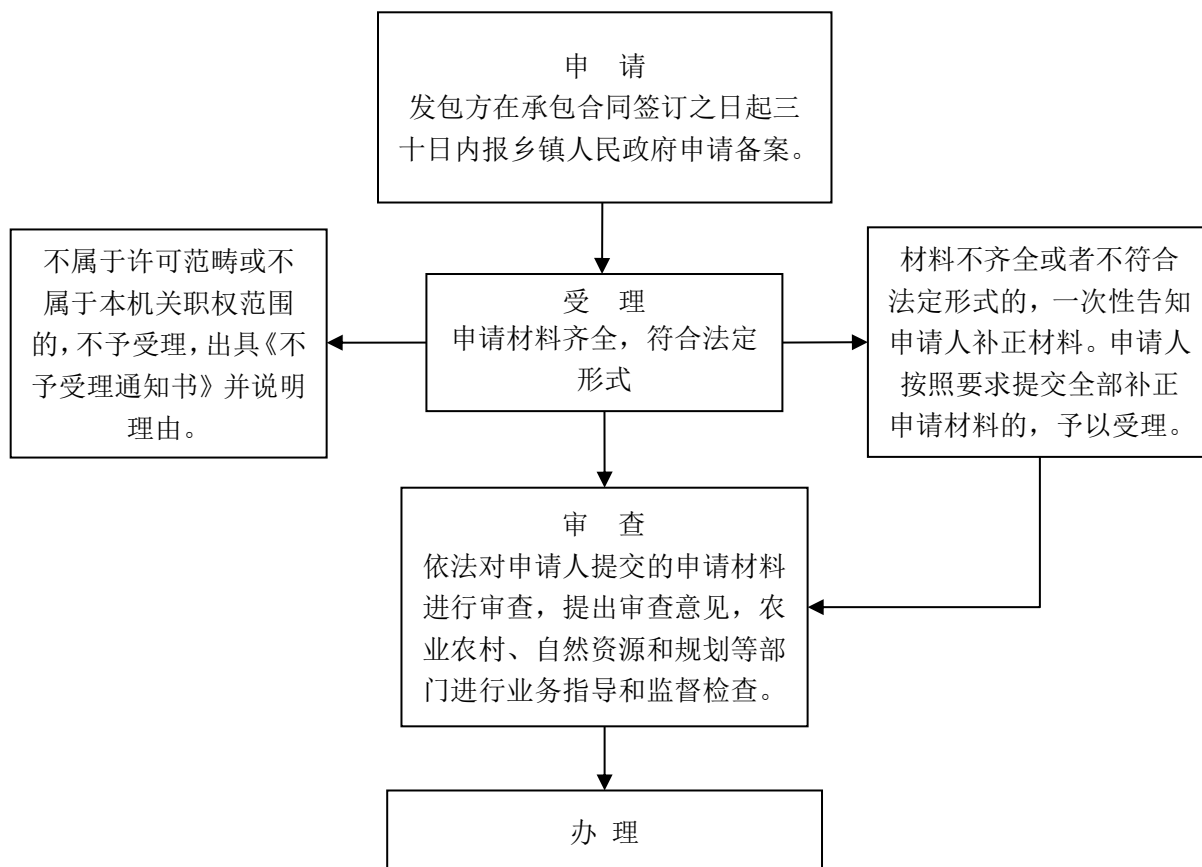 申 请
发包方在承包合同签订之日起三
十日内报乡镇人民政府申请备案。
不属于许可范畴或不
属于本机关职权范围
的，不予受理，出具《不
予受理通知书》并说明
理由。
受 理
申请材料齐全，符合法定
形式
材料不齐全或者不符合
法定形式的，一次性告知
申请人补正材料。申请人
按照要求提交全部补正
申请材料的，予以受理。
审 查
依法对申请人提交的申请材料
进行审查，提出审查意见，农
业农村、自然资源和规划等部
门进行业务指导和监督检查。
办 理